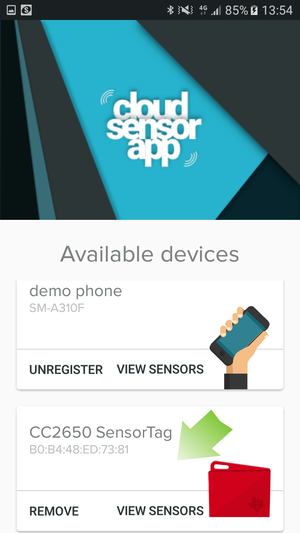 4G
85%
13:54
cloud
sensor
app
Available devices
demo phone
SM-A310F
UNREGISTER
VIEW SENSORS
CC2650 SensorTag
B0:B4:48:ED:73:81
REMOVE
VIEW SENSORS